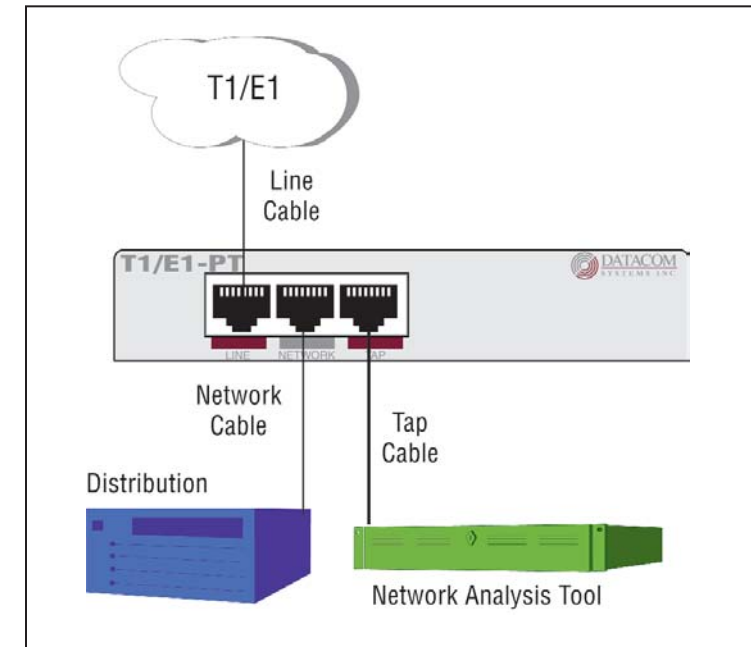 T1/E1
Line
Cable
T1/E1-PT
DATACOM
SYSTEMS INC
LINE
NETWORK
TAP
Network
Cable
Tap
Cable
Distribution
Network Analysis Tool